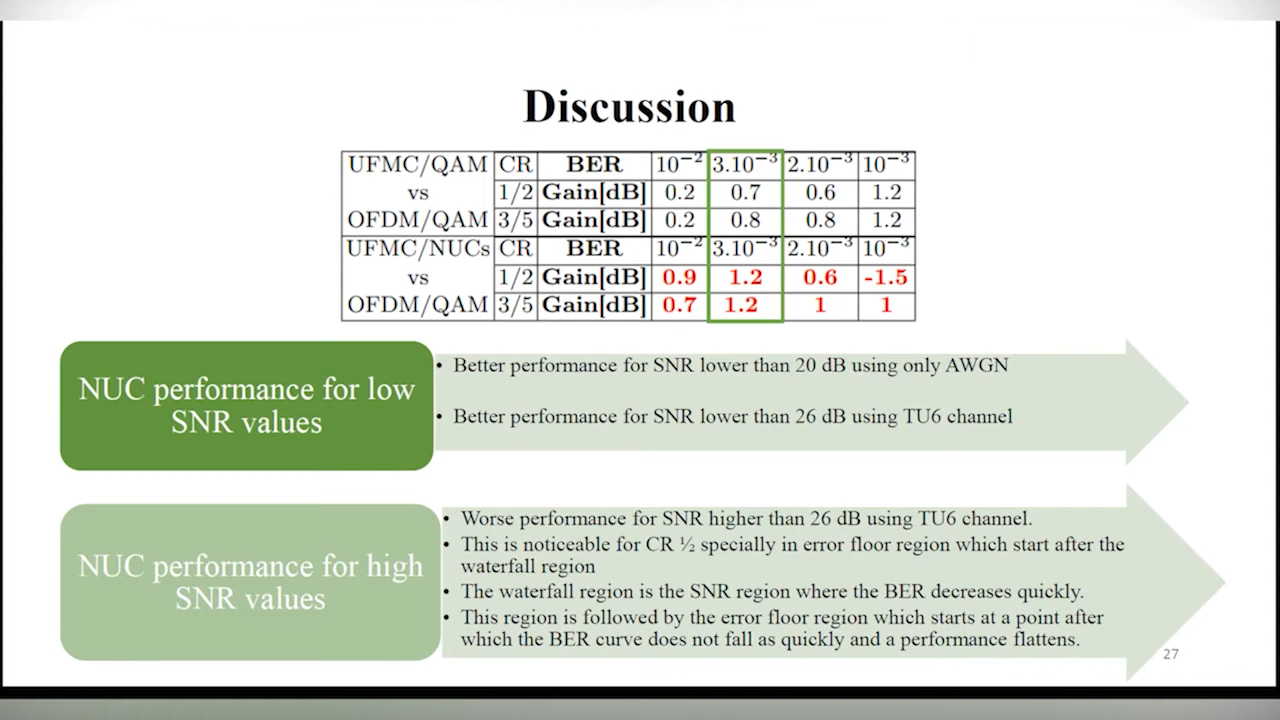 Discussion
UFMC/QAM CR BER 10⁻² 3.10⁻³ 2.10⁻³ 10⁻³
vs 1/2 Gain[dB] 0.2 0.7 0.6 1.2
OFDM/QAM 3/5 Gain[dB] 0.2 0.8 0.8 1.2
UFMC/NUCs CR BER 10⁻² 3.10⁻³ 2.10⁻³ 10⁻³
vs 1/2 Gain[dB] 0.9 1.2 0.6 -1.5
OFDM/QAM 3/5 Gain[dB] 0.7 1.2 1 1
NUC performance for low
SNR values
• Better performance for SNR lower than 20 dB using only AWGN
• Better performance for SNR lower than 26 dB using TU6 channel
NUC performance for high
SNR values
• Worse performance for SNR higher than 26 dB using TU6 channel.
• This is noticeable for CR ½ specially in error floor region which start after the
waterfall region
• The waterfall region is the SNR region where the BER decreases quickly.
• This region is followed by the error floor region which starts at a point after
which the BER curve does not fall as quickly and a performance flattens.
27